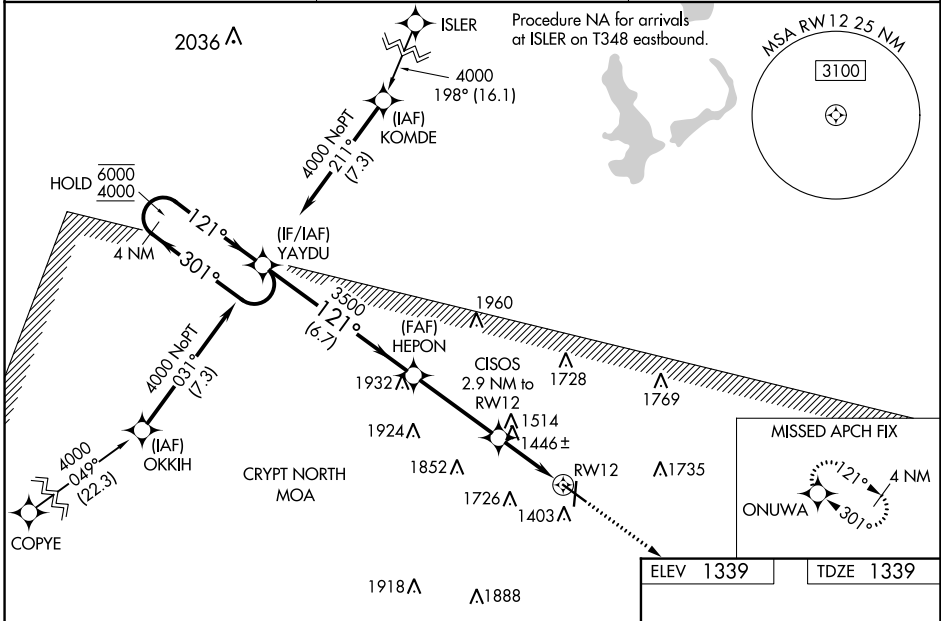 Procedure NA for arrivals
at ISLER on T348 eastbound.
ISLER
2036
4000
198° (16.1)
MSA RW12 25 NM
3100
(IAF)
KOMDE
4000 NoPT
211°
(7.3)
HOLD
6000
4000
121°
4 NM
301°
(IF/IAF)
YAYDU
3500
121°
(6.7)
4000 NoPT
031°
(7.3)
(FAF)
HEPON
1960
CISOS
2.9 NM to
RW12
1932
1728
1769
1514
1446±
1924
(IAF)
OKKIH
4000
049°
(22.3)
COPYE
CRYPT NORTH
MOA
1852
RW12
1735
1726
1403
1918
1888
MISSED APCH FIX
121°
4 NM
ONUWA
301°
ELEV 1339
TDZE 1339